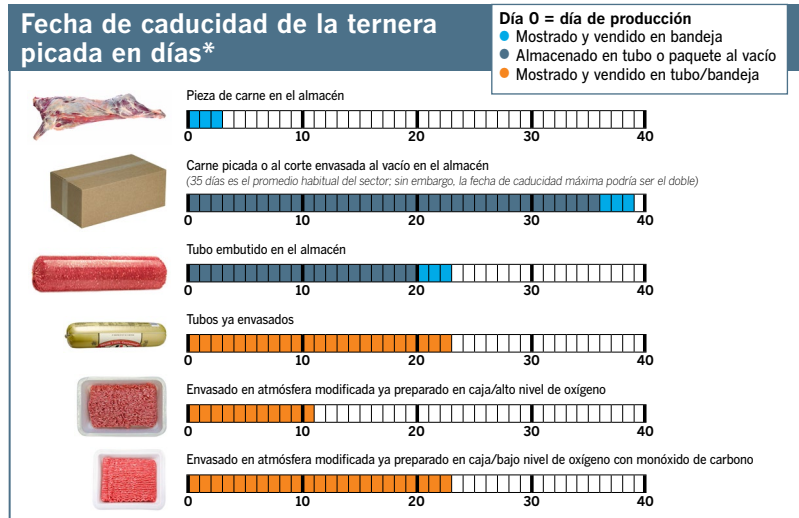 Fecha de caducidad de la ternera
picada en días*
Día 0 = día de producción
Mostrado y vendido en bandeja
Almacenado en tubo o paquete al vacío
Mostrado y vendido en tubo/bandeja
Pieza de carne en el almacén
0 10 20 30 40
Carne picada o al corte envasada al vacío en el almacén
(35 días es el promedio habitual del sector; sin embargo, la fecha de caducidad máxima podría ser el doble)
0 10 20 30 40
Tubo embutido en el almacén
0 10 20 30 40
Tubos ya envasados
0 10 20 30 40
Envasado en atmósfera modificada ya preparado en caja/alto nivel de oxígeno
0 10 20 30 40
Envasado en atmósfera modificada ya preparado en caja/bajo nivel de oxígeno con monóxido de carbono
0 10 20 30 40